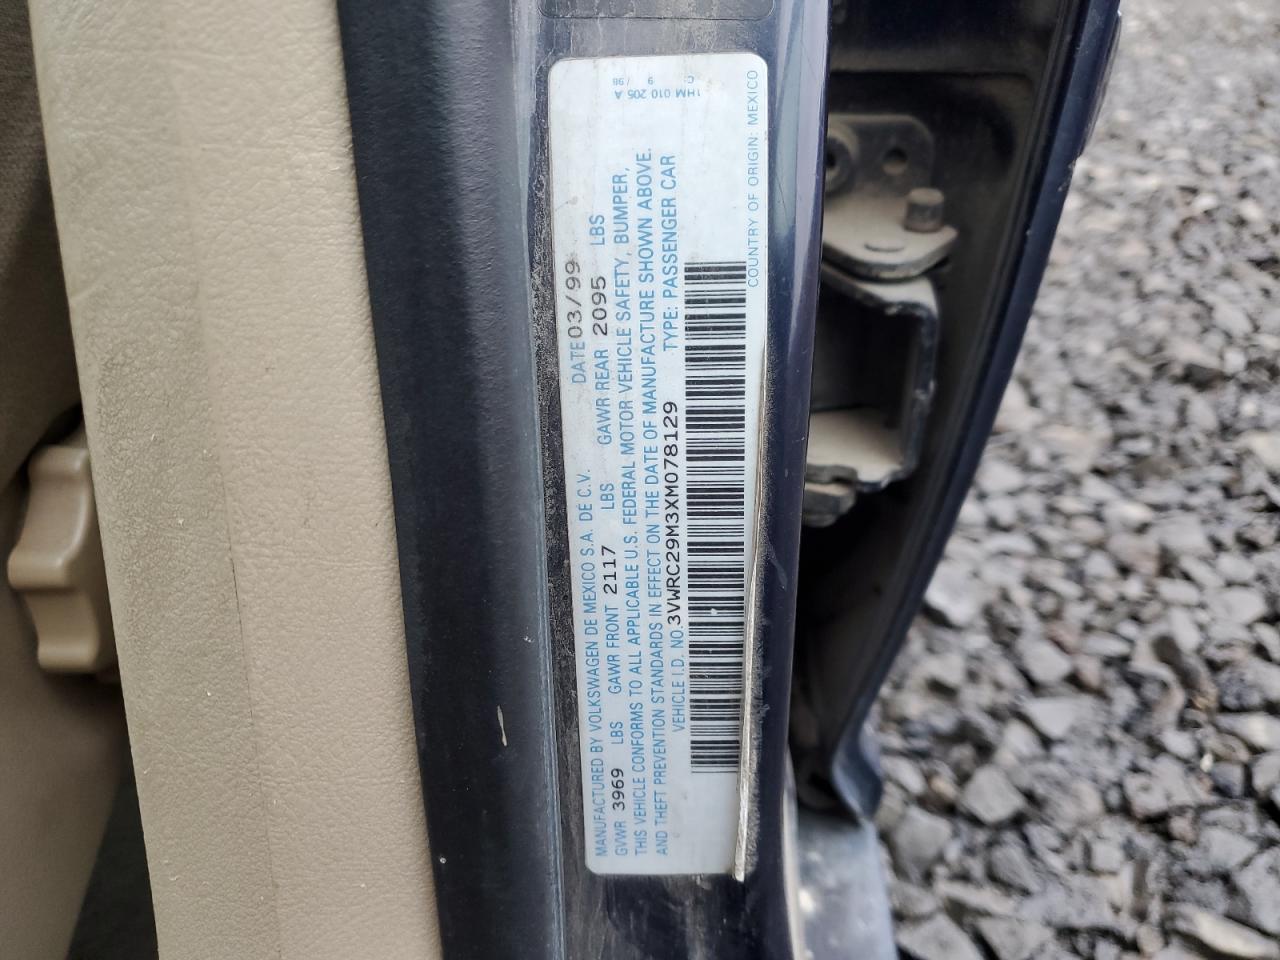 MANUFACTURED BY VOLKSWAGEN DE MEXICO S.A. DE C.V. DATE 03/99
GVWR 3969 LBS GAWR FRONT 2117 LBS GAWR REAR 2095 LBS
THIS VEHICLE CONFORMS TO ALL APPLICABLE U.S. FEDERAL MOTOR VEHICLE SAFETY, BUMPER,
AND THEFT PREVENTION STANDARDS IN EFFECT ON THE DATE OF MANUFACTURE SHOWN ABOVE.
VEHICLE I.D. NO. 3VWRC29M3XM078129 TYPE: PASSENGER CAR
COUNTRY OF ORIGIN: MEXICO
1HM 010 205 A
C 9 / 98